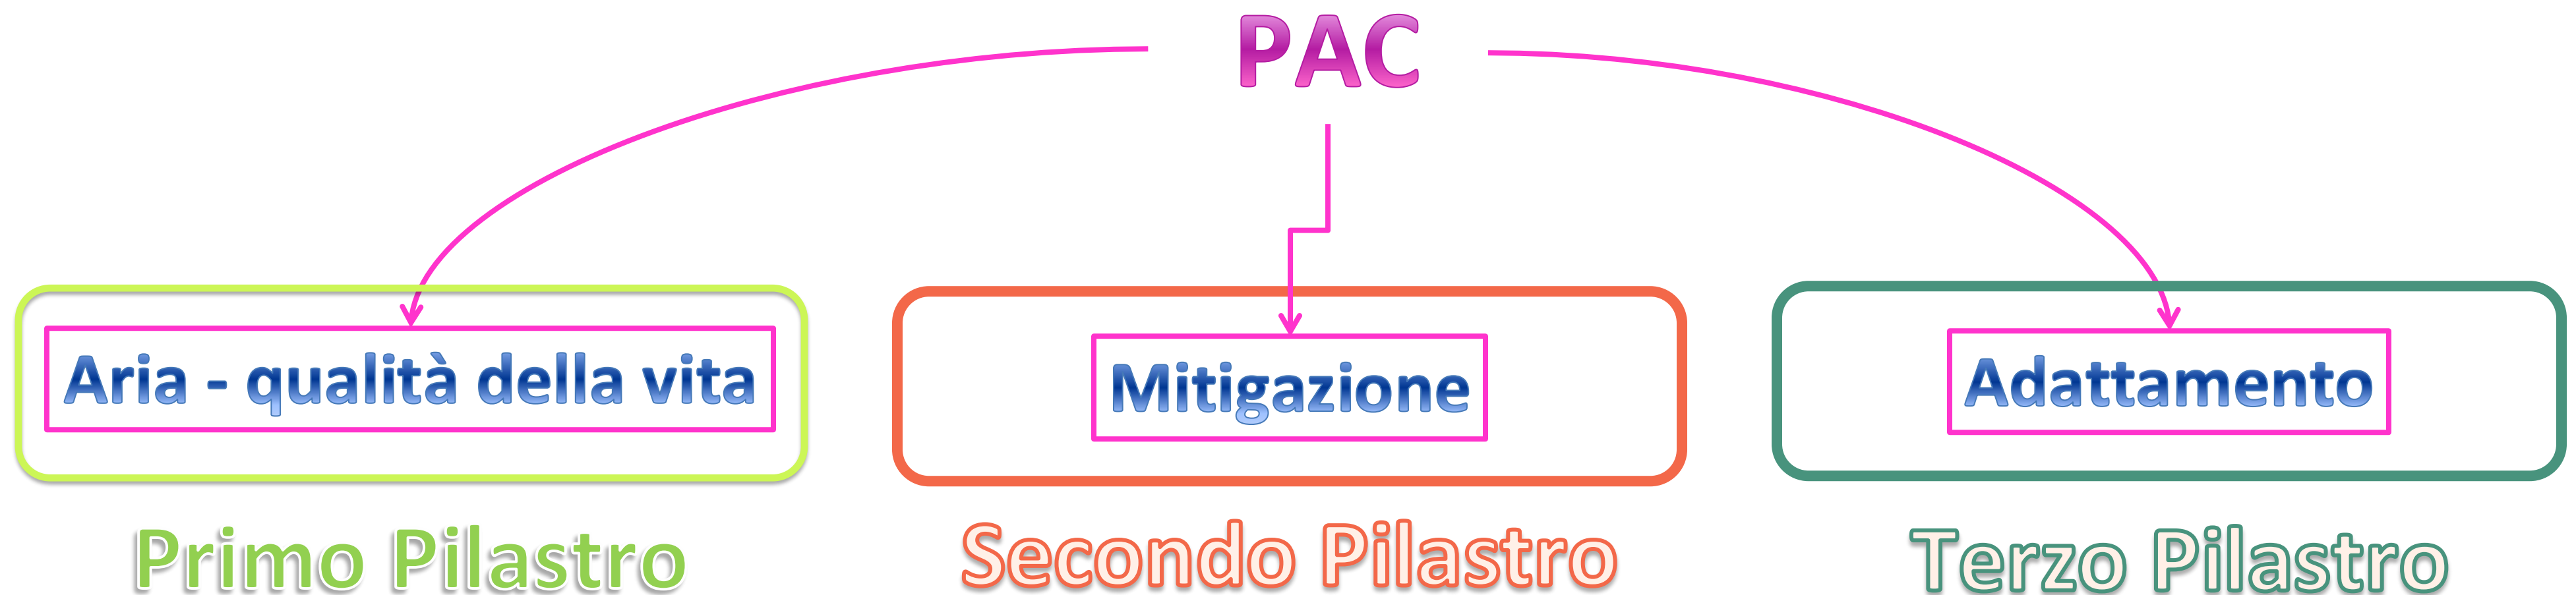 PAC
Aria - qualità della vita
Mitigazione
Adattamento
Primo Pilastro
Secondo Pilastro
Terzo Pilastro